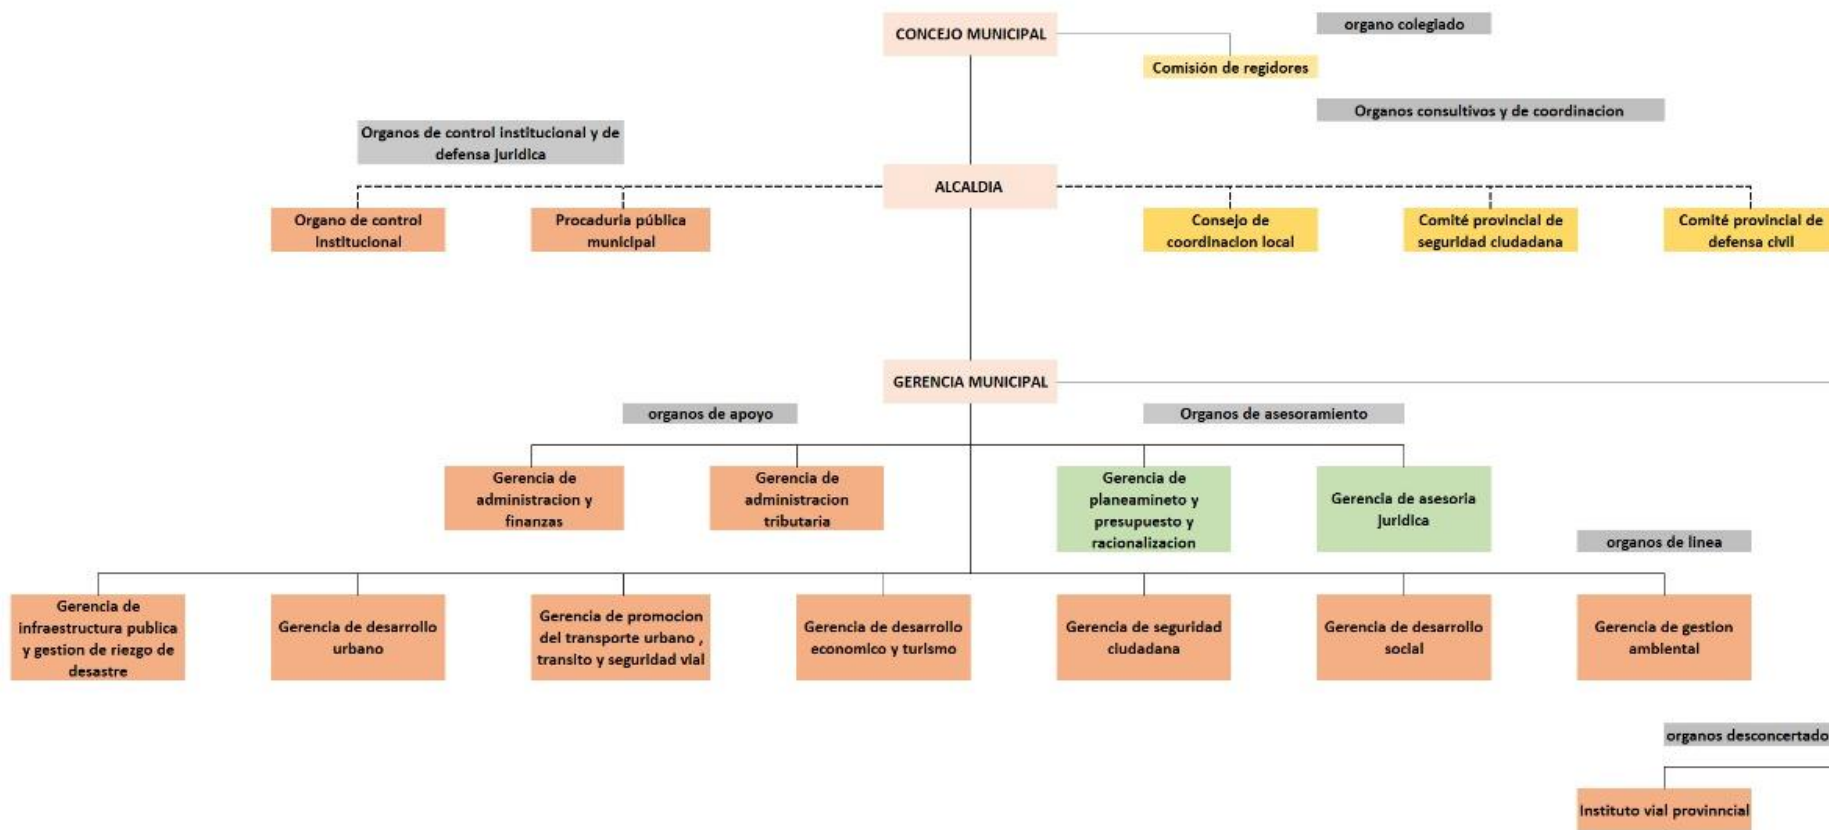 organo colegiado
CONCEJO MUNICIPAL
Comisión de regidores
Organos consultivos y de coordinacion
Organos de control institucional y de
defensa juridica
ALCALDIA
Organo de control
institucional
Procaduria pública
municipal
Consejo de
coordinacion local
Comité provincial de
seguridad ciudadana
Comité provincial de
defensa civil
GERENCIA MUNICIPAL
organos de apoyo
Organos de asesoramiento
Gerencia de
administracion y
finanzas
Gerencia de
administracion
tributaria
Gerencia de
planeamineto y
presupuesto y
racionalizacion
Gerencia de asesoria
juridica
organos de linea
Gerencia de
infraestructura publica
y gestion de riezgo de
desastre
Gerencia de desarrollo
urbano
Gerencia de promocion
del transporte urbano ,
transito y seguridad vial
Gerencia de desarrollo
economico y turismo
Gerencia de seguridad
ciudadana
Gerencia de desarrollo
social
Gerencia de gestion
ambiental
organos desconcertado
Instituto vial provinncial